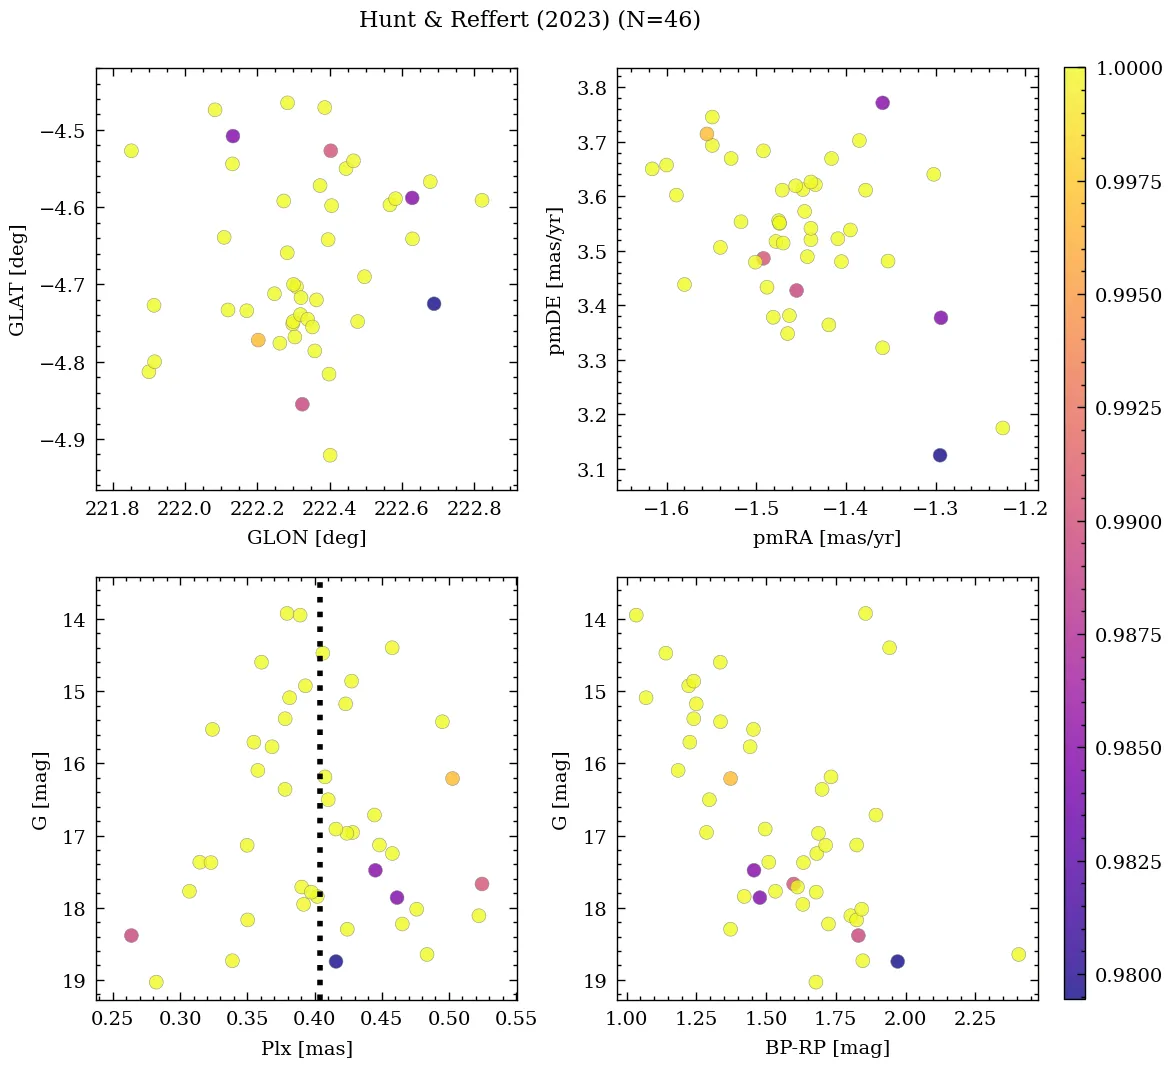 Hunt & Reffert (2023) (N=46)
−4.5
−4.6
−4.7
−4.8
−4.9
GLAT [deg]
221.8 222.0 222.2 222.4 222.6 222.8
GLON [deg]
3.8
3.7
3.6
3.5
3.4
3.3
3.2
3.1
pmDE [mas/yr]
−1.6 −1.5 −1.4 −1.3 −1.2
pmRA [mas/yr]
14
15
16
17
18
19
G [mag]
0.25 0.30 0.35 0.40 0.45 0.50 0.55
Plx [mas]
14
15
16
17
18
19
G [mag]
1.00 1.25 1.50 1.75 2.00 2.25
BP-RP [mag]
1.0000
0.9975
0.9950
0.9925
0.9900
0.9875
0.9850
0.9825
0.9800